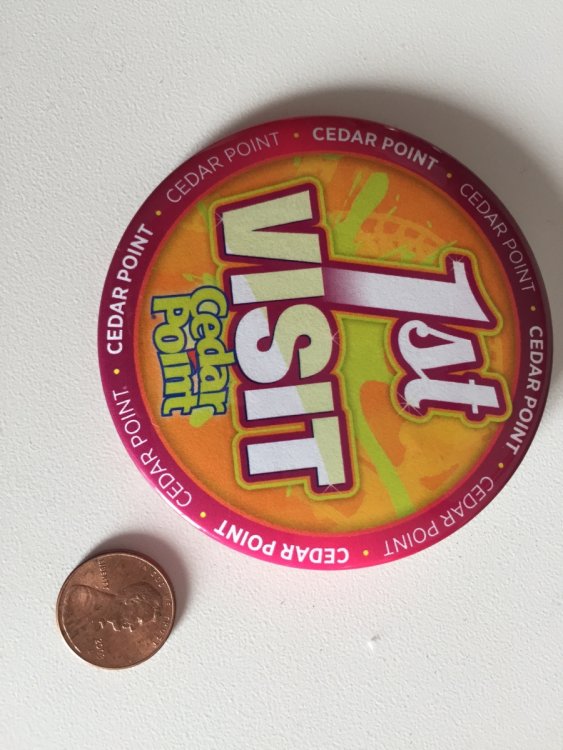 1st
VISIT
Cedar
Point
CEDAR POINT • CEDAR POINT • CEDAR POINT • CEDAR POINT • CEDAR POINT • CEDAR POINT • CEDAR POINT • CEDAR POINT •
LIBERTY